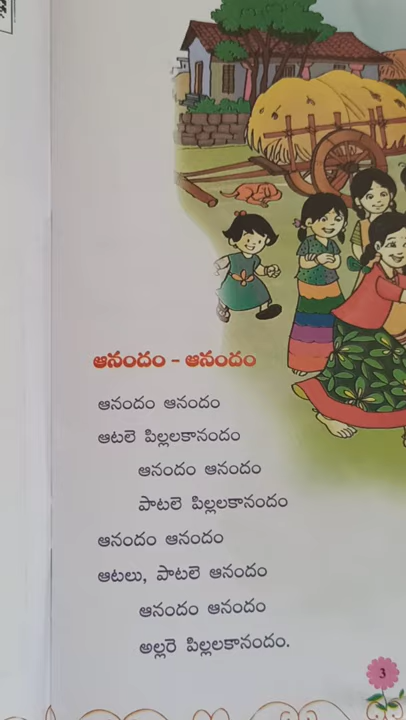 ఆనందం - ఆనందం
ఆనందం ఆనందం
ఆటలె పిల్లలకానందం
ఆనందం ఆనందం
పాటలె పిల్లలకానందం
ఆనందం ఆనందం
ఆటలు, పాటలె ఆనందం
ఆనందం ఆనందం
అల్లరె పిల్లలకానందం.
3